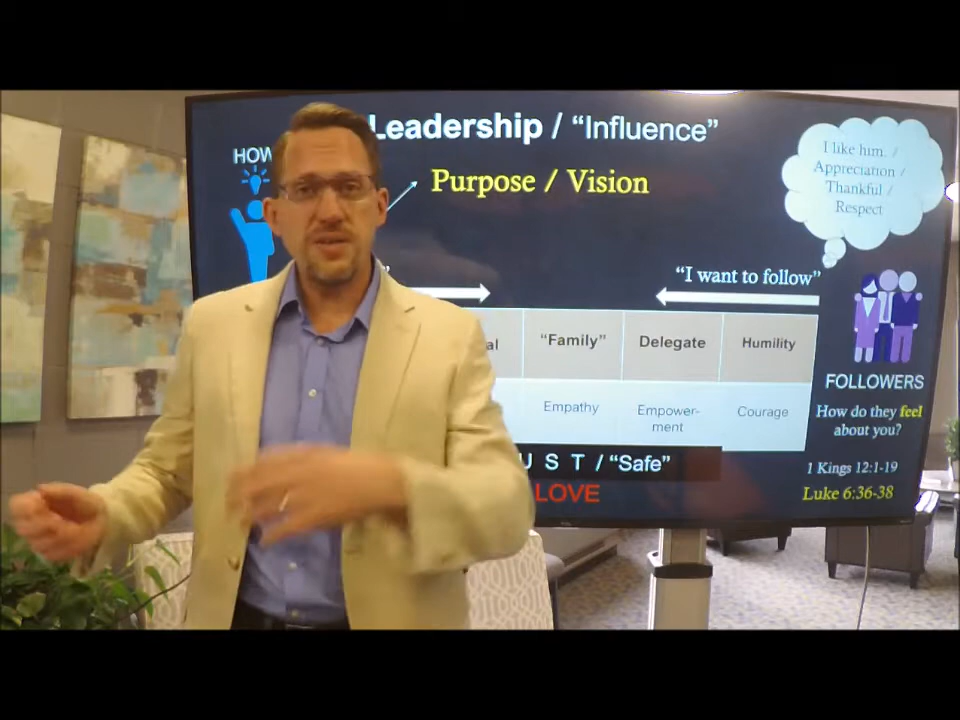 Leadership / "Influence"
HOW
Purpose / Vision
I like him. /
Appreciation /
Thankful /
Respect
"I want to follow"
"Family"
Delegate
Humility
FOLLOWERS
Empathy
Empower-
ment
Courage
How do they feel
about you?
U S T / "Safe"
LOVE
1 Kings 12:1-19
Luke 6:36-38